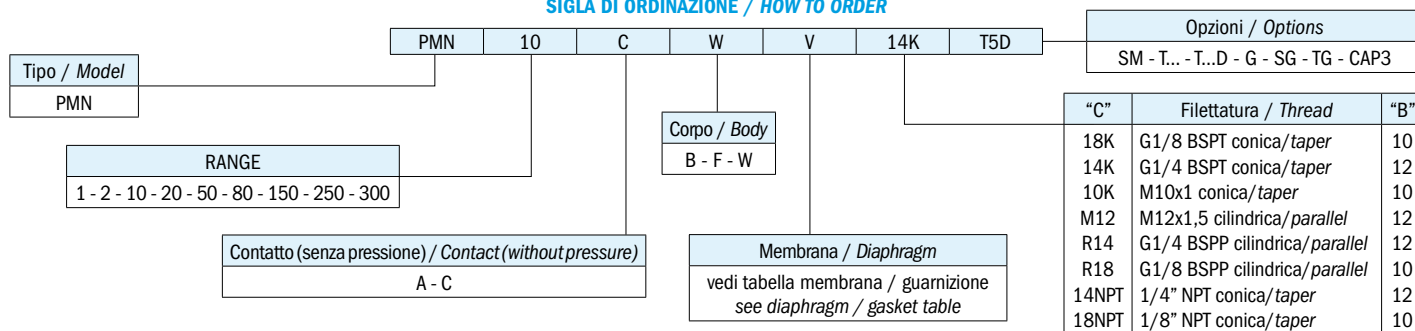 SIGLA DI ORDINAZIONE / HOW TO ORDER
PMN 10 C W V 14K T5D
Opzioni / Options
SM - T... - T...D - G - SG - TG - CAP3
Tipo / Model
PMN
RANGE
1 - 2 - 10 - 20 - 50 - 80 - 150 - 250 - 300
Contatto (senza pressione) / Contact (without pressure)
A - C
Corpo / Body
B - F - W
Membrana / Diaphragm
vedi tabella membrana / guarnizione
see diaphragm / gasket table
“C” Filettatura / Thread “B”
18K G1/8 BSPT conica/taper 10
14K G1/4 BSPT conica/taper 12
10K M10x1 conica/taper 10
M12 M12x1,5 cilindrica/parallel 12
R14 G1/4 BSPP cilindrica/parallel 12
R18 G1/8 BSPP cilindrica/parallel 10
14NPT 1/4” NPT conica/taper 12
18NPT 1/8” NPT conica/taper 10